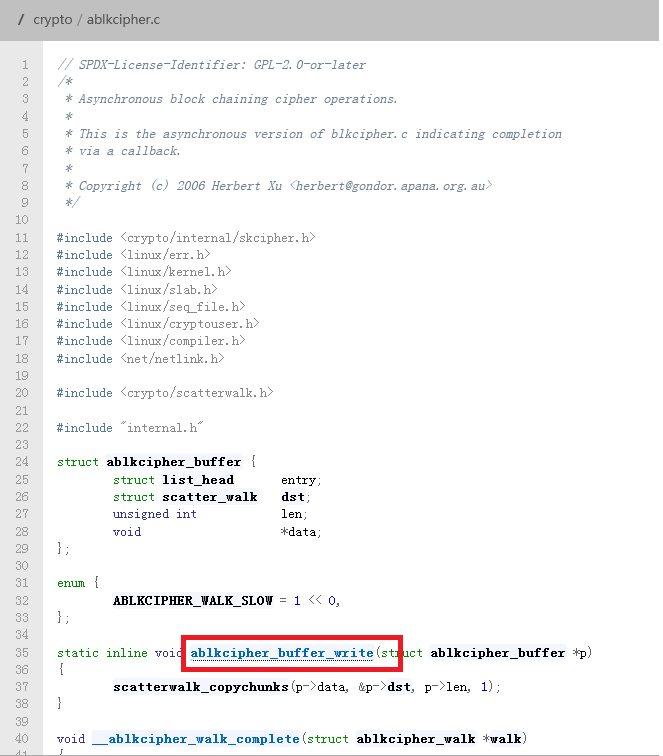 / crypto / ablkcipher.c
1 // SPDX-License-Identifier: GPL-2.0-or-later
2 /*
3  * Asynchronous block chaining cipher operations.
4  *
5  * This is the asynchronous version of blkcipher.c indicating completion
6  * via a callback.
7  *
8  * Copyright (c) 2006 Herbert Xu <herbert@gondor.apana.org.au>
9  */
10
11 #include <crypto/internal/skcipher.h>
12 #include <linux/err.h>
13 #include <linux/kernel.h>
14 #include <linux/slab.h>
15 #include <linux/seq_file.h>
16 #include <linux/cryptouser.h>
17 #include <linux/compiler.h>
18 #include <net/netlink.h>
19
20 #include <crypto/scatterwalk.h>
21
22 #include "internal.h"
23
24 struct ablkcipher_buffer {
25         struct list_head       entry;
26         struct scatter_walk    dst;
27         unsigned int            len;
28         void                    *data;
29 };
30
31 enum {
32         ABLKCIPHER_WALK_SLOW = 1 << 0,
33 };
34
35 static inline void ablkcipher_buffer_write(struct ablkcipher_buffer *p)
36 {
37         scatterwalk_copychunks(p->data, &p->dst, p->len, 1);
38 }
39
40 void __ablkcipher_walk_complete(struct ablkcipher_walk *walk)
41 {